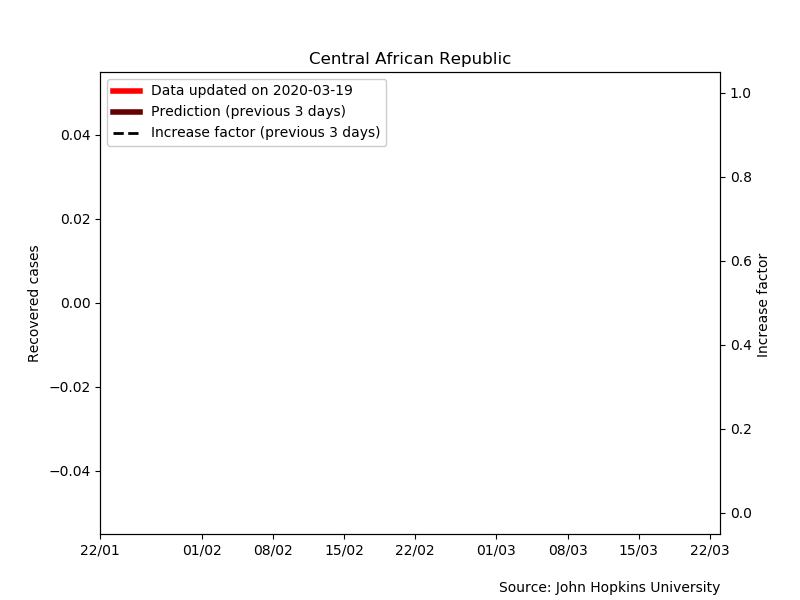 Central African Republic
Data updated on 2020-03-19
Prediction (previous 3 days)
Increase factor (previous 3 days)
Recovered cases
0.04
0.02
0.00
−0.02
−0.04
1.0
0.8
0.6
0.4
0.2
0.0
Increase factor
22/01 01/02 08/02 15/02 22/02 01/03 08/03 15/03 22/03
Source: John Hopkins University